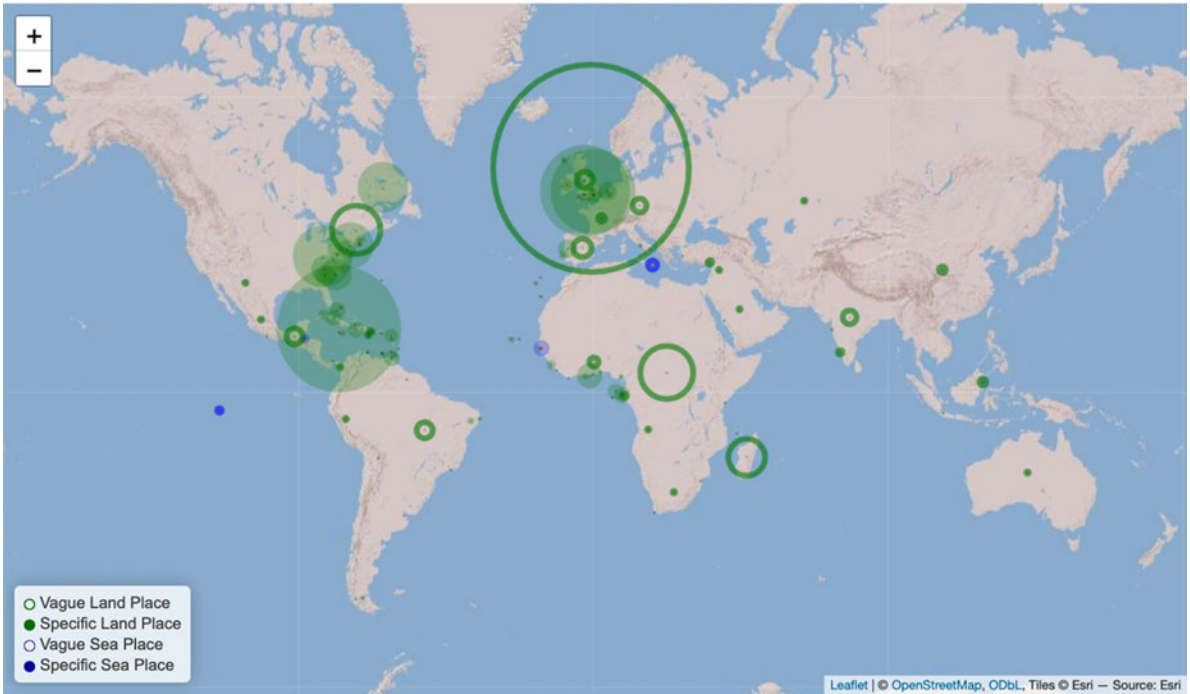 +
−
Vague Land Place
Specific Land Place
Vague Sea Place
Specific Sea Place
Leaflet | © OpenStreetMap, ODbL, Tiles © Esri — Source: Esri